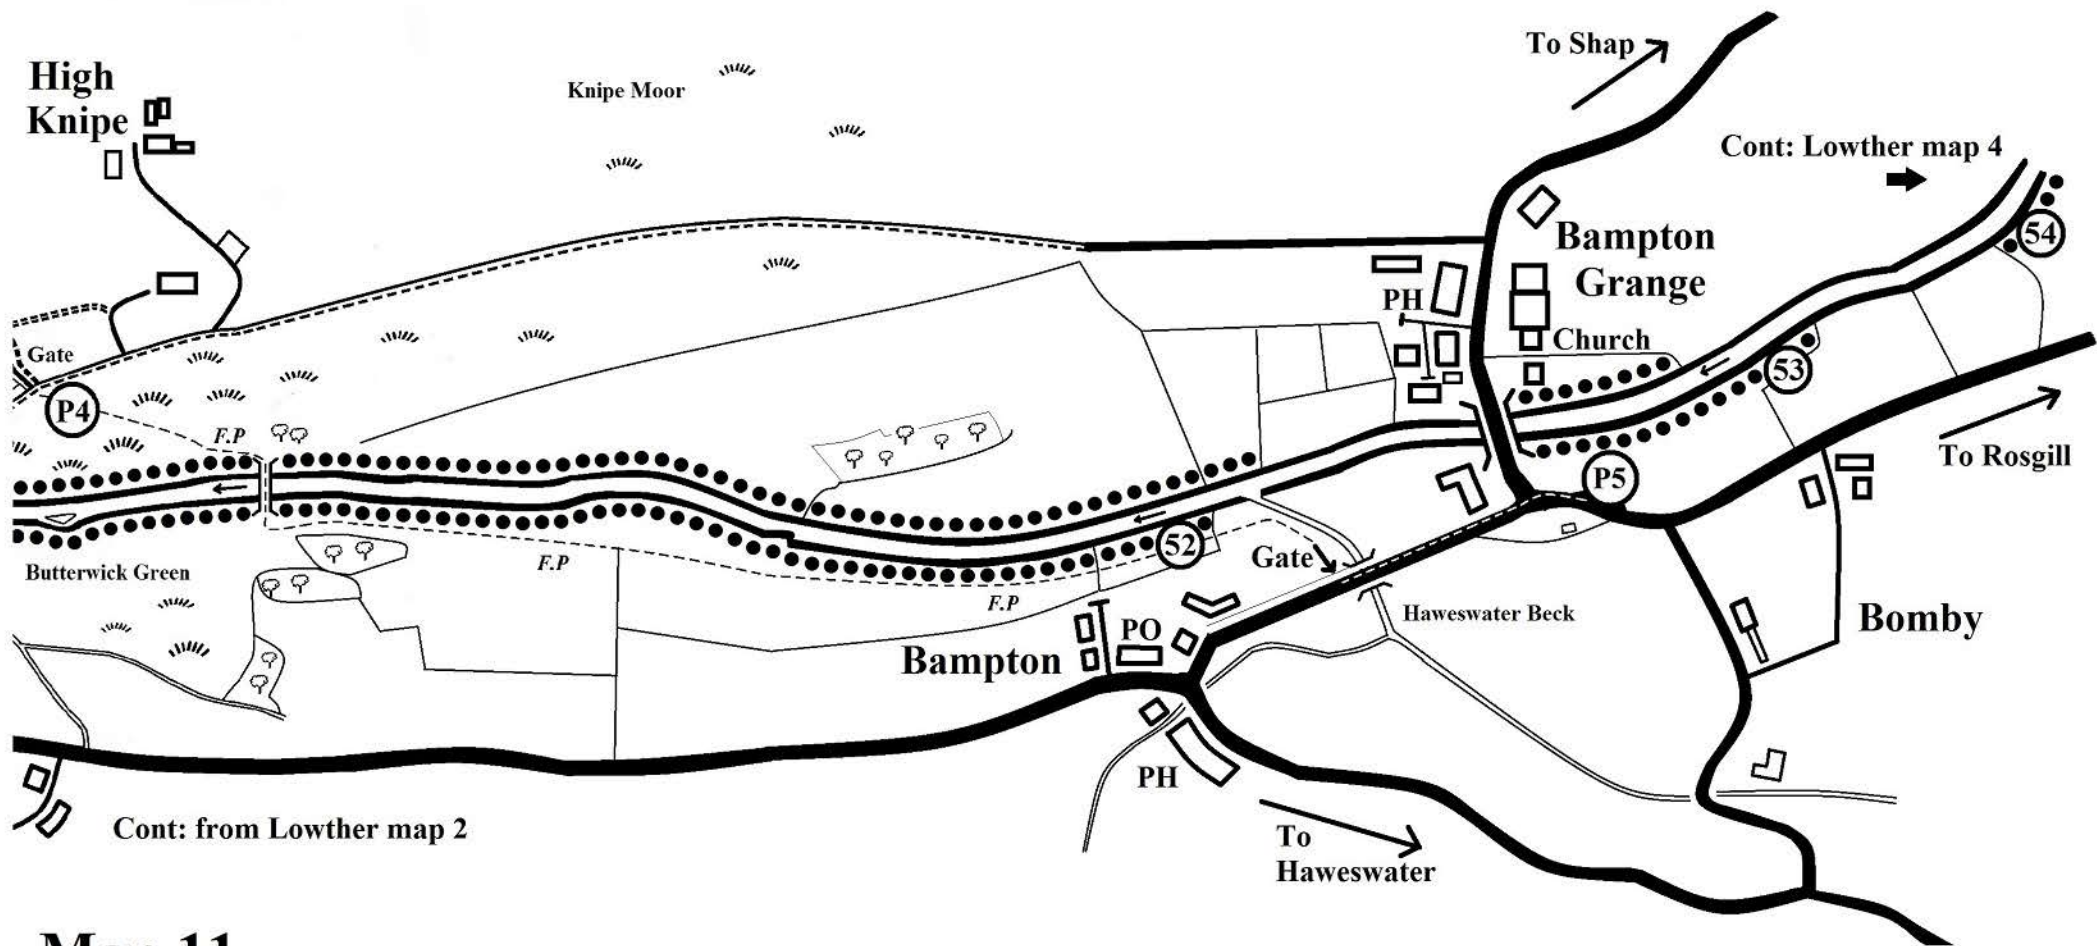 High
Knipe
Knipe Moor
To Shap
Cont: Lowther map 4
54
Bampton
Grange
PH
Church
Gate
P4
F.P
53
To Rosgill
P5
52
Gate
F.P
Butterwick Green
F.P
Haweswater Beck
Bomby
PO
Bampton
PH
Cont: from Lowther map 2
To
Haweswater